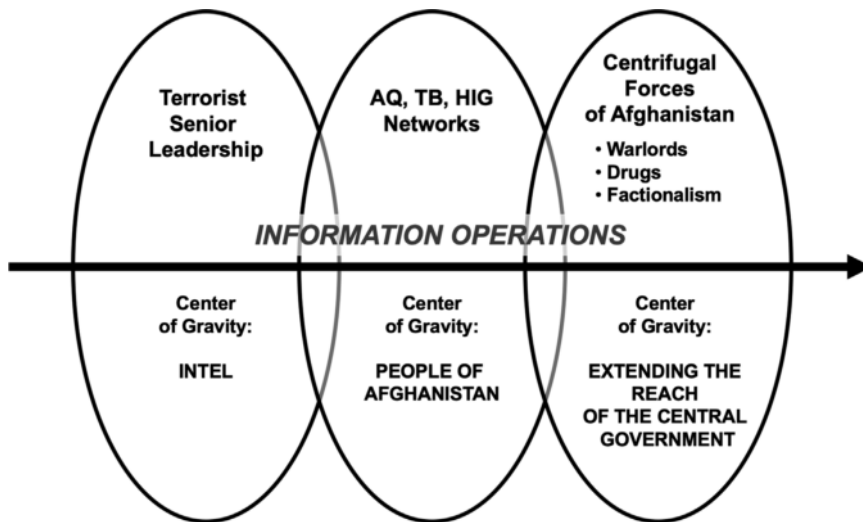 Terrorist
Senior
Leadership
AQ, TB, HIG
Networks
Centrifugal
Forces
of Afghanistan
• Warlords
• Drugs
• Factionalism
INFORMATION OPERATIONS
Center
of Gravity:
INTEL
Center
of Gravity:
PEOPLE OF
AFGHANISTAN
Center
of Gravity:
EXTENDING THE
REACH
OF THE CENTRAL
GOVERNMENT